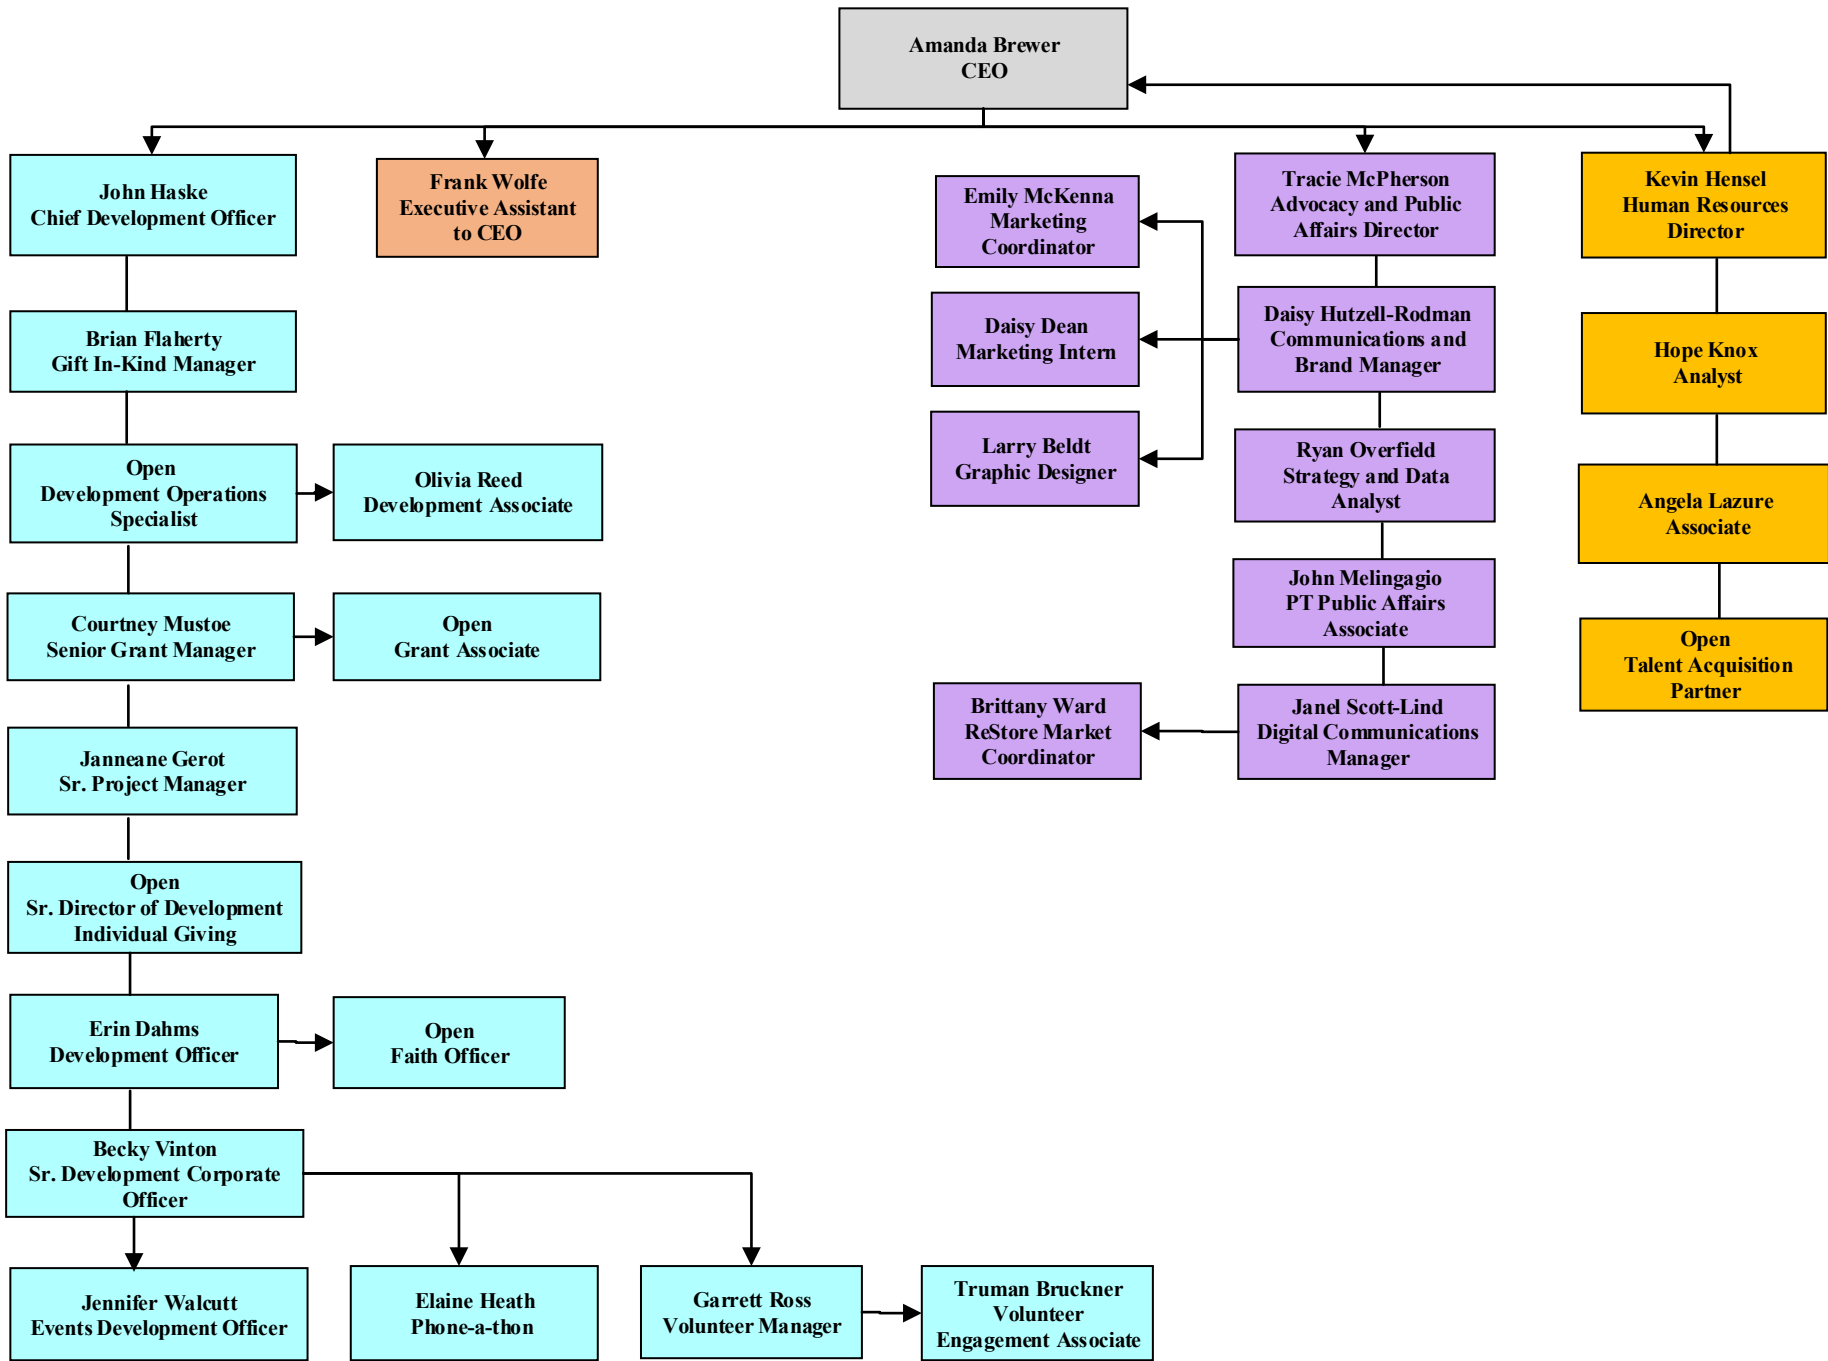 Amanda Brewer
CEO
John Haske
Chief Development Officer
Frank Wolfe
Executive Assistant
to CEO
Emily McKenna
Marketing
Coordinator
Tracie McPherson
Advocacy and Public
Affairs Director
Kevin Hensel
Human Resources
Director
Brian Flaherty
Gift In-Kind Manager
Daisy Dean
Marketing Intern
Daisy Hutzell-Rodman
Communications and
Brand Manager
Hope Knox
Analyst
Open
Development Operations
Specialist
Olivia Reed
Development Associate
Larry Beldt
Graphic Designer
Ryan Overfield
Strategy and Data
Analyst
Angela Lazure
Associate
Courtney Mustoe
Senior Grant Manager
Open
Grant Associate
John Melingagio
PT Public Affairs
Associate
Open
Talent Acquisition
Partner
Janneane Gerot
Sr. Project Manager
Brittany Ward
ReStore Market
Coordinator
Janel Scott-Lind
Digital Communications
Manager
Open
Sr. Director of Development
Individual Giving
Erin Dahms
Development Officer
Open
Faith Officer
Becky Vinton
Sr. Development Corporate
Officer
Jennifer Walcutt
Events Development Officer
Elaine Heath
Phone-a-thon
Garrett Ross
Volunteer Manager
Truman Bruckner
Volunteer
Engagement Associate